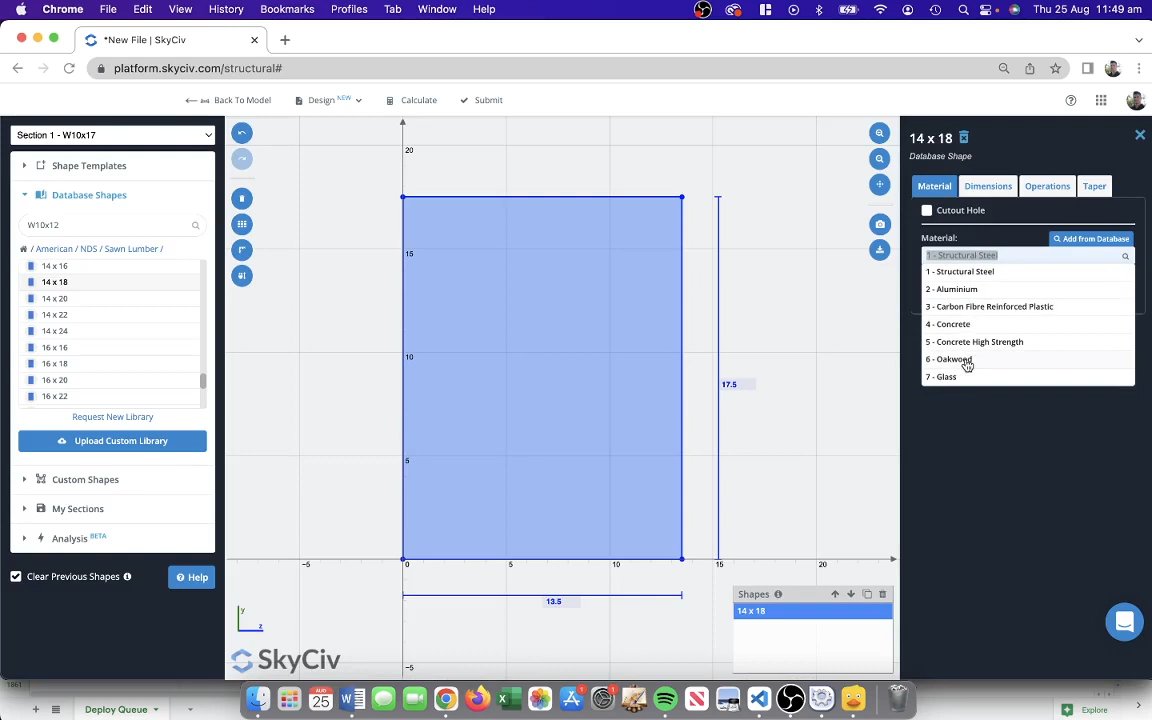 Chrome File Edit View History Bookmarks Profiles Tab Window Help Thu 25 Aug 11:49 am
*New File | SkyCiv
platform.skyciv.com/structural#
Back To Model Design NEW Calculate Submit
Section 1 - W10x17
Shape Templates
Database Shapes
W10x12
/ American / NDS / Sawn Lumber /
14 x 16
14 x 18
14 x 20
14 x 22
14 x 24
16 x 16
16 x 18
16 x 20
16 x 22
Request New Library
Upload Custom Library
Custom Shapes
My Sections
Analysis BETA
Clear Previous Shapes
Help
20
15
10
5
-5
0
5
10
15
20
-5
17.5
13.5
y
z
SkyCiv
Shapes
14 x 18
14 x 18
Database Shape
Material Dimensions Operations Taper
Cutout Hole
Material: Add from Database
1 - Structural Steel
1 - Structural Steel
2 - Aluminium
3 - Carbon Fibre Reinforced Plastic
4 - Concrete
5 - Concrete High Strength
6 - Oakwood
7 - Glass
1861
AUG
25
Deploy Queue
Explore